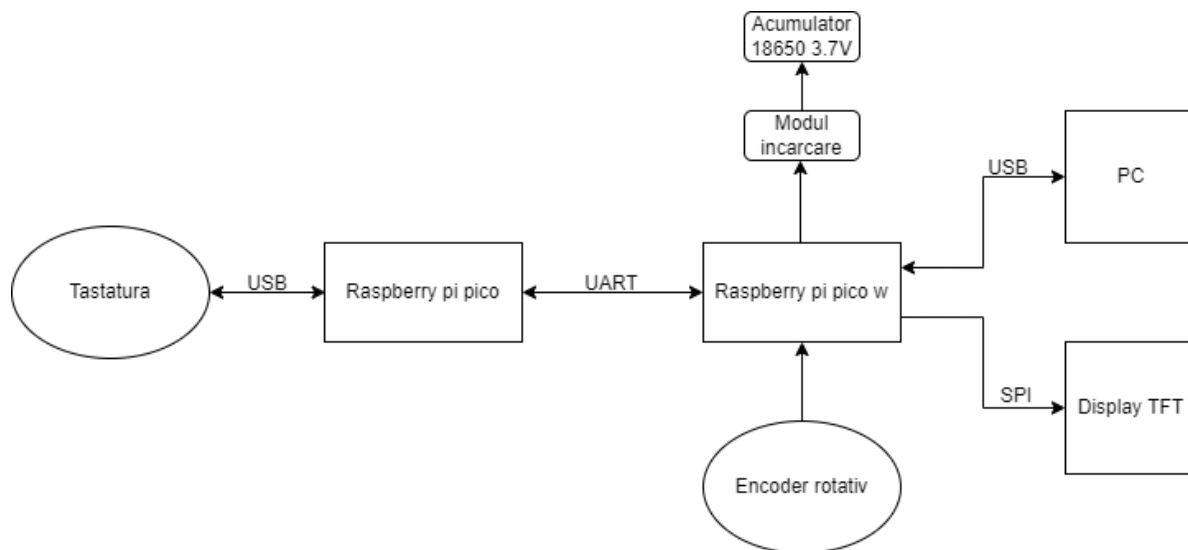 Acumulator
18650 3.7V
Modul
incarcare
USB
PC
Tastatura
USB
Raspberry pi pico
UART
Raspberry pi pico w
SPI
Display TFT
Encoder rotativ